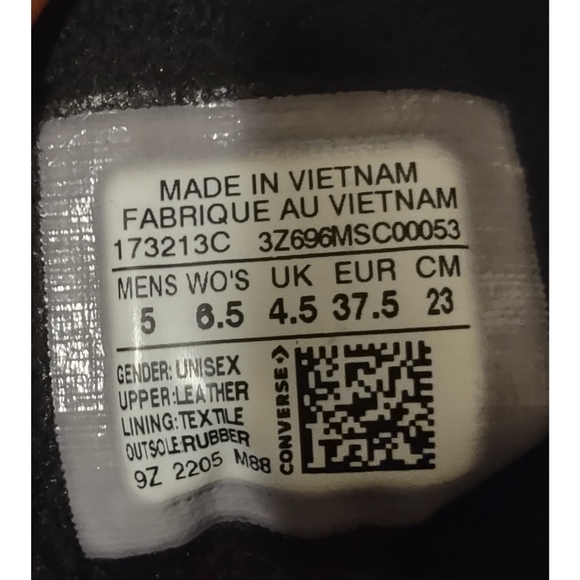 MADE IN VIETNAM
FABRIQUE AU VIETNAM
173213C 3Z696MSC00053
MENS WO'S UK EUR CM
5 6.5 4.5 37.5 23
GENDER: UNISEX
UPPER:LEATHER
LINING:TEXTILE
OUTSOLE:RUBBER
9Z 2205 M88
CONVERSE